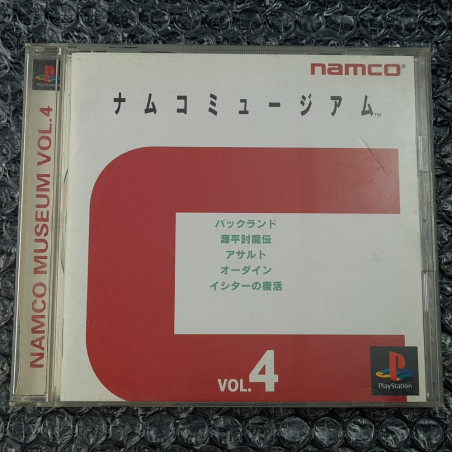 NAMCO MUSEUM VOL.4
namco®
ナムコミュージアム™
パックランド
源平討魔伝
アサルト
オーダイン
イシターの復活
VOL.4
PlayStation